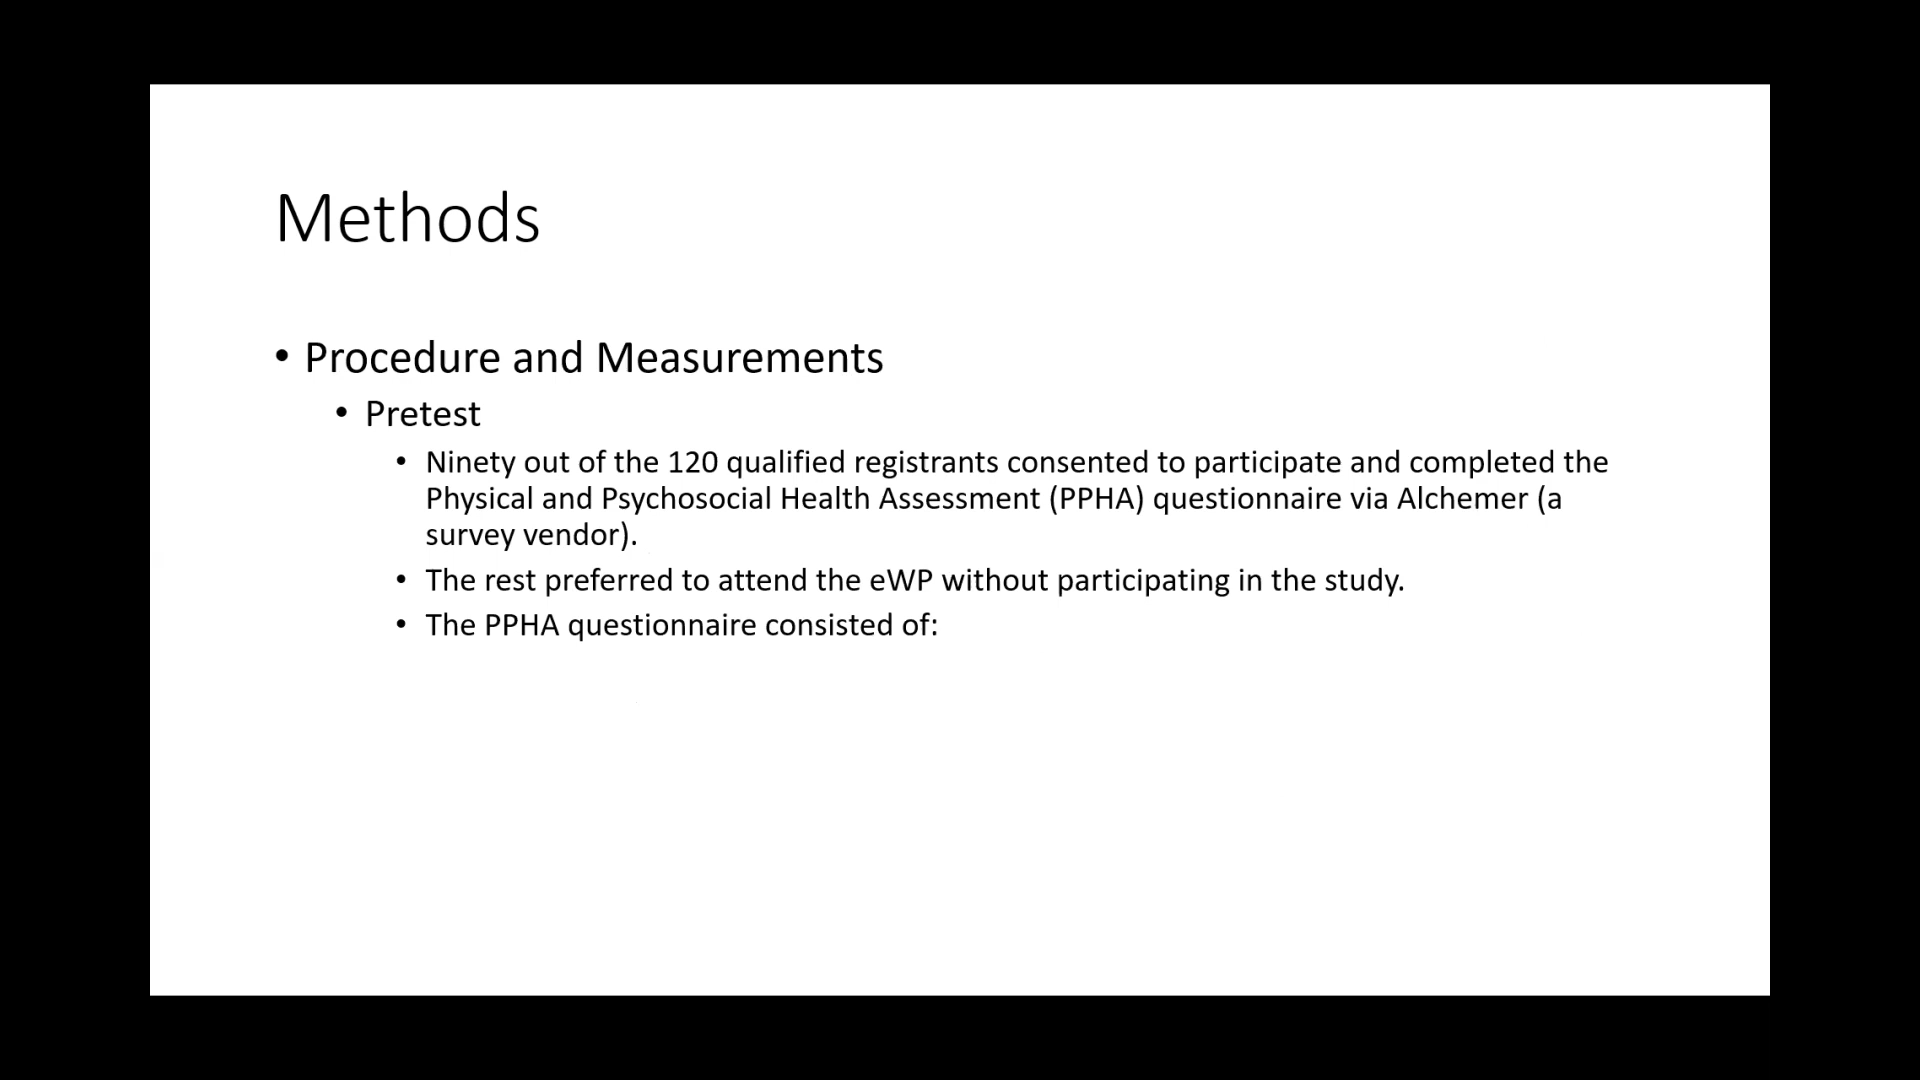 Methods
• Procedure and Measurements
• Pretest
• Ninety out of the 120 qualified registrants consented to participate and completed the
Physical and Psychosocial Health Assessment (PPHA) questionnaire via Alchemer (a
survey vendor).
• The rest preferred to attend the eWP without participating in the study.
• The PPHA questionnaire consisted of: